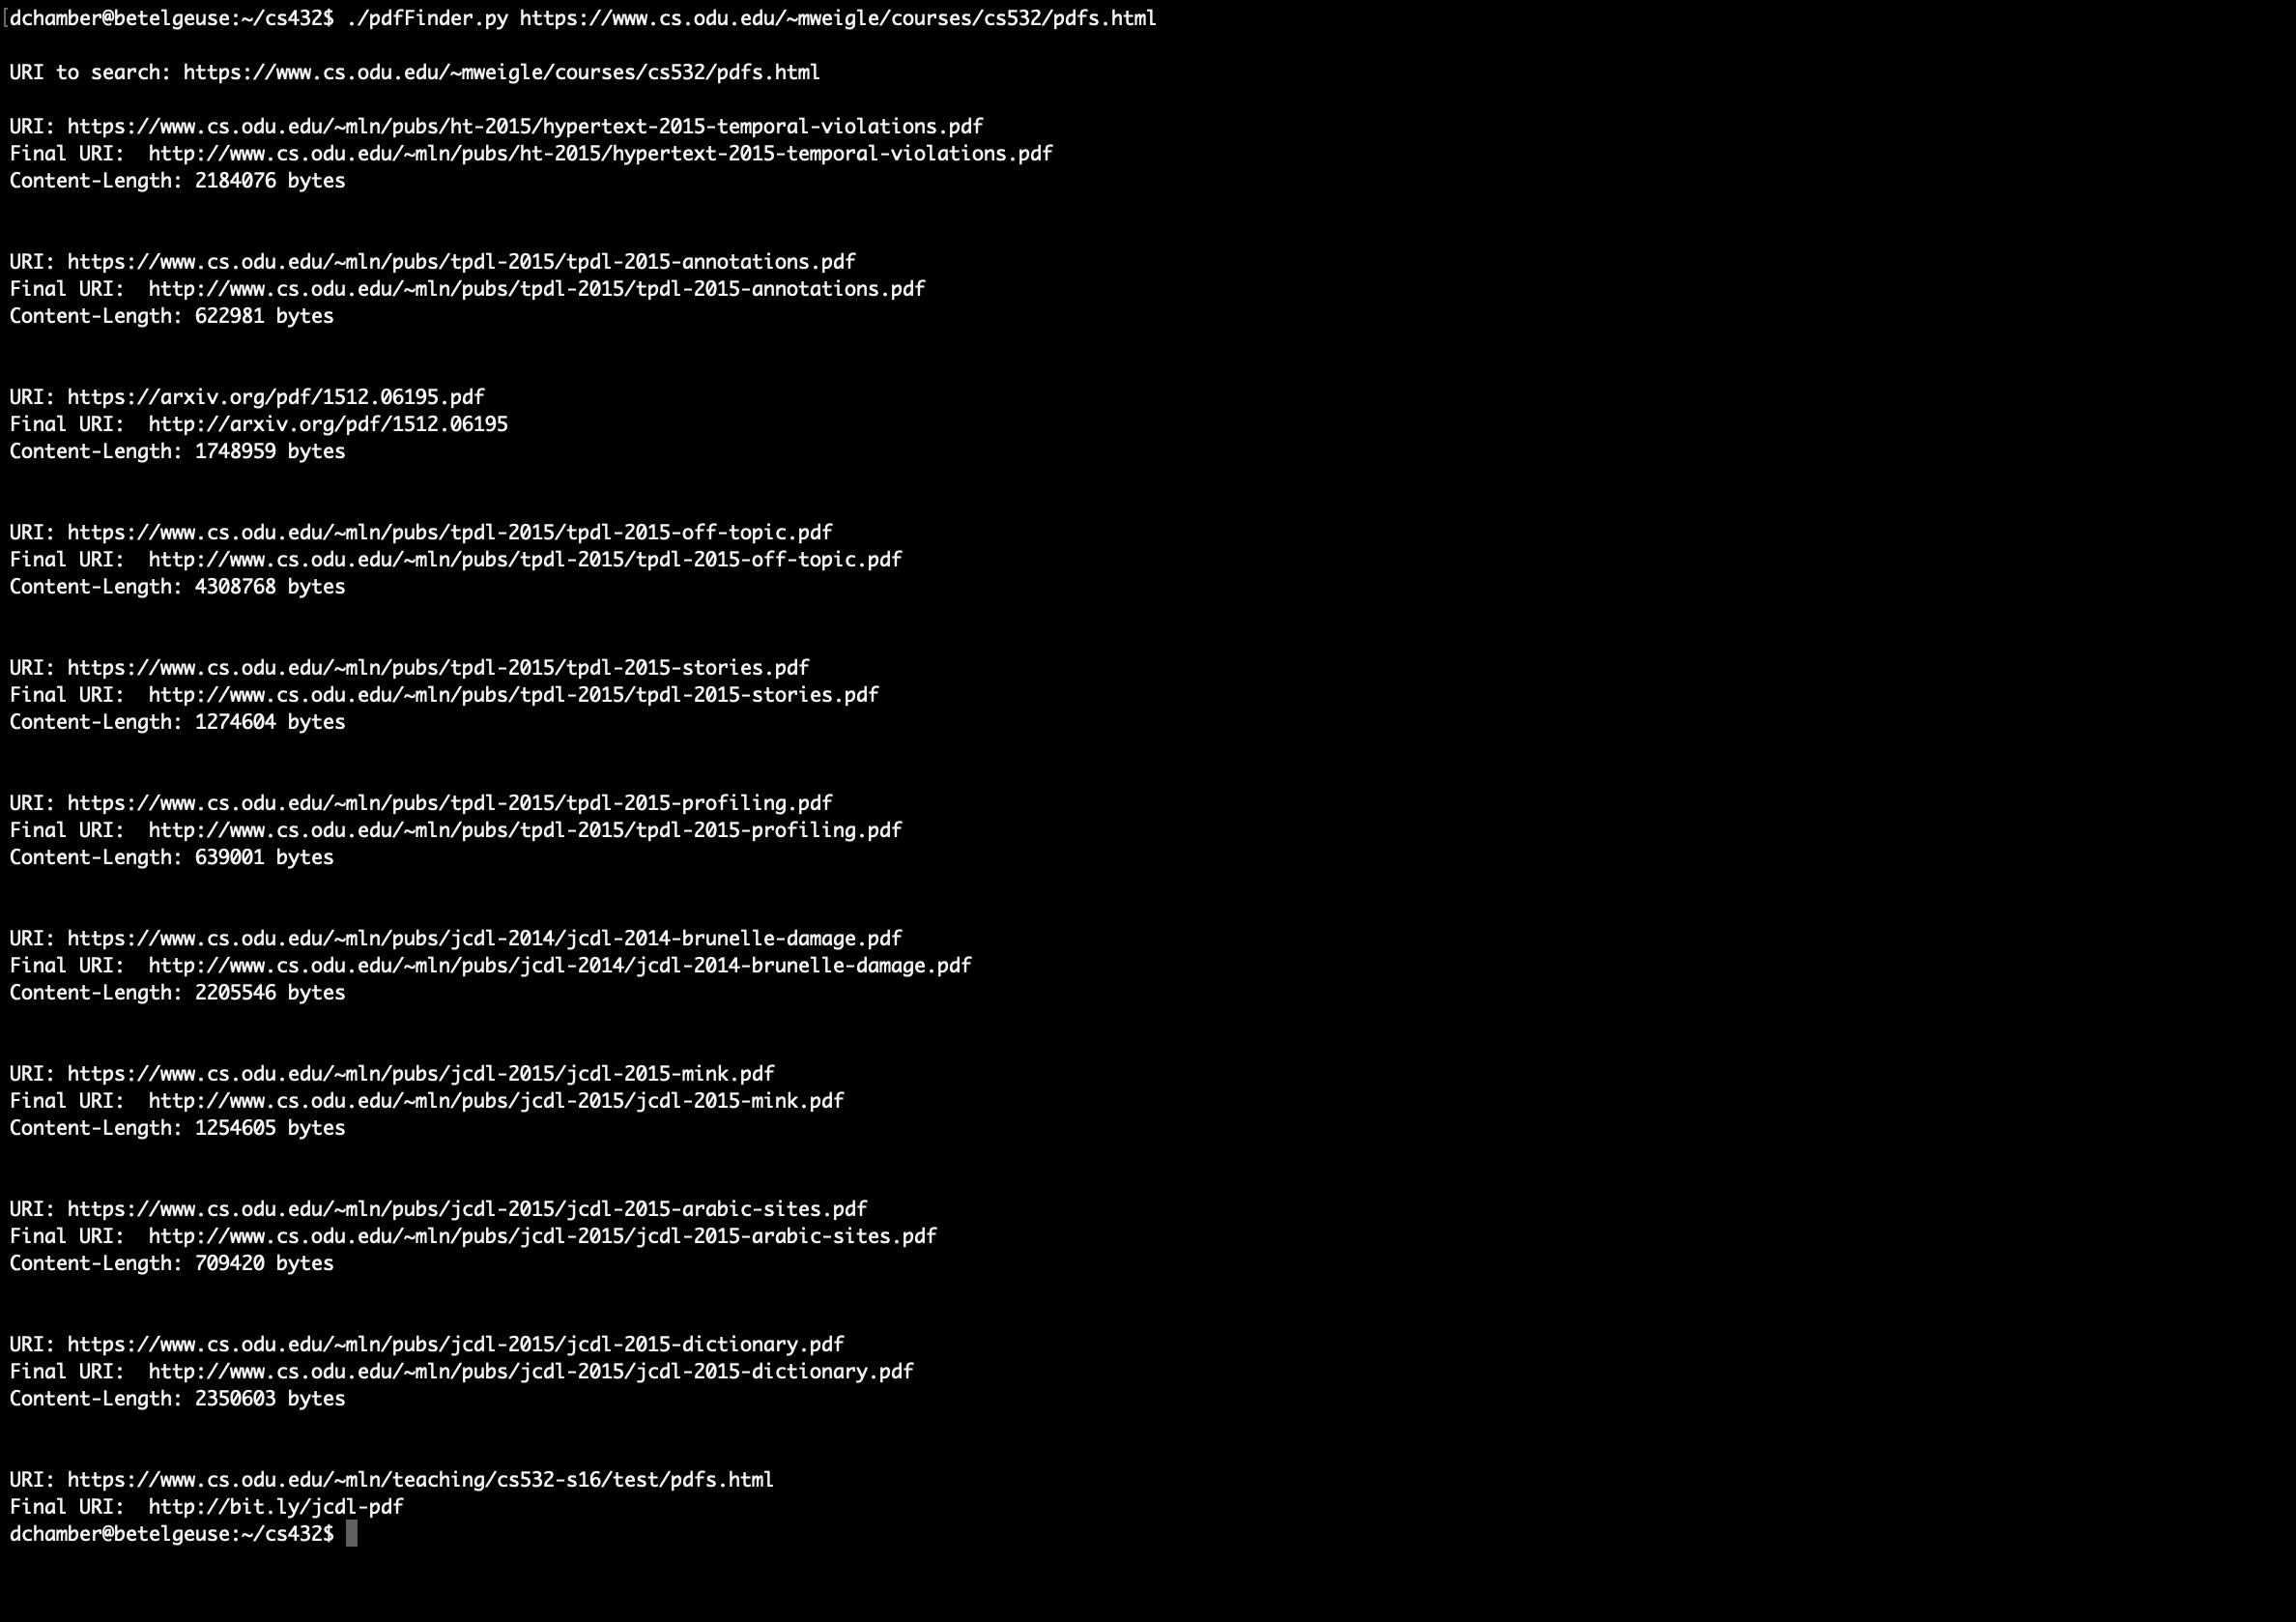 [dchamber@betelgeuse:~/cs432$ ./pdfFinder.py https://www.cs.odu.edu/~mweigle/courses/cs532/pdfs.html
URI to search: https://www.cs.odu.edu/~mweigle/courses/cs532/pdfs.html
URI: https://www.cs.odu.edu/~mln/pubs/ht-2015/hypertext-2015-temporal-violations.pdf
Final URI:  http://www.cs.odu.edu/~mln/pubs/ht-2015/hypertext-2015-temporal-violations.pdf
Content-Length: 2184076 bytes
URI: https://www.cs.odu.edu/~mln/pubs/tpdl-2015/tpdl-2015-annotations.pdf
Final URI:  http://www.cs.odu.edu/~mln/pubs/tpdl-2015/tpdl-2015-annotations.pdf
Content-Length: 622981 bytes
URI: https://arxiv.org/pdf/1512.06195.pdf
Final URI:  http://arxiv.org/pdf/1512.06195
Content-Length: 1748959 bytes
URI: https://www.cs.odu.edu/~mln/pubs/tpdl-2015/tpdl-2015-off-topic.pdf
Final URI:  http://www.cs.odu.edu/~mln/pubs/tpdl-2015/tpdl-2015-off-topic.pdf
Content-Length: 4308768 bytes
URI: https://www.cs.odu.edu/~mln/pubs/tpdl-2015/tpdl-2015-stories.pdf
Final URI:  http://www.cs.odu.edu/~mln/pubs/tpdl-2015/tpdl-2015-stories.pdf
Content-Length: 1274604 bytes
URI: https://www.cs.odu.edu/~mln/pubs/tpdl-2015/tpdl-2015-profiling.pdf
Final URI:  http://www.cs.odu.edu/~mln/pubs/tpdl-2015/tpdl-2015-profiling.pdf
Content-Length: 639001 bytes
URI: https://www.cs.odu.edu/~mln/pubs/jcdl-2014/jcdl-2014-brunelle-damage.pdf
Final URI:  http://www.cs.odu.edu/~mln/pubs/jcdl-2014/jcdl-2014-brunelle-damage.pdf
Content-Length: 2205546 bytes
URI: https://www.cs.odu.edu/~mln/pubs/jcdl-2015/jcdl-2015-mink.pdf
Final URI:  http://www.cs.odu.edu/~mln/pubs/jcdl-2015/jcdl-2015-mink.pdf
Content-Length: 1254605 bytes
URI: https://www.cs.odu.edu/~mln/pubs/jcdl-2015/jcdl-2015-arabic-sites.pdf
Final URI:  http://www.cs.odu.edu/~mln/pubs/jcdl-2015/jcdl-2015-arabic-sites.pdf
Content-Length: 709420 bytes
URI: https://www.cs.odu.edu/~mln/pubs/jcdl-2015/jcdl-2015-dictionary.pdf
Final URI:  http://www.cs.odu.edu/~mln/pubs/jcdl-2015/jcdl-2015-dictionary.pdf
Content-Length: 2350603 bytes
URI: https://www.cs.odu.edu/~mln/teaching/cs532-s16/test/pdfs.html
Final URI:  http://bit.ly/jcdl-pdf
dchamber@betelgeuse:~/cs432$